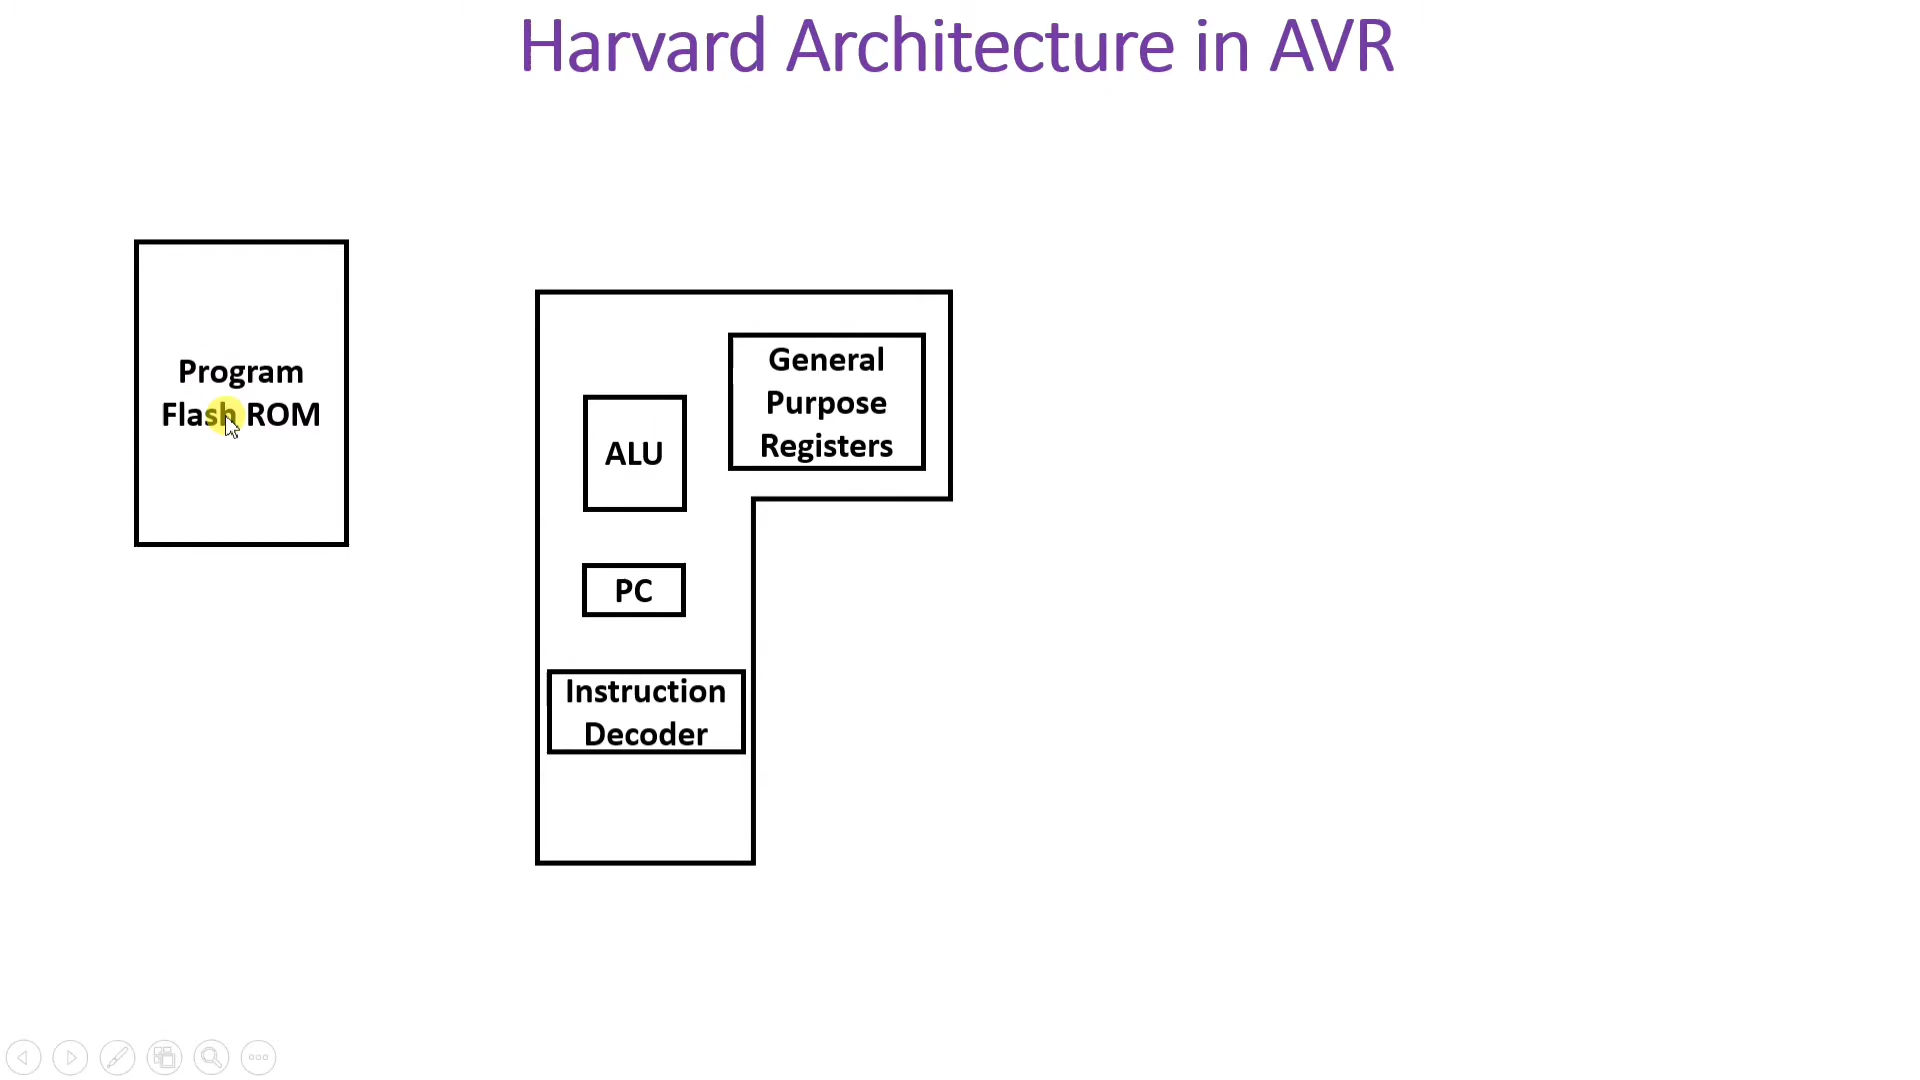 Harvard Architecture in AVR
Program
Flash ROM
General
Purpose
Registers
ALU
PC
Instruction
Decoder